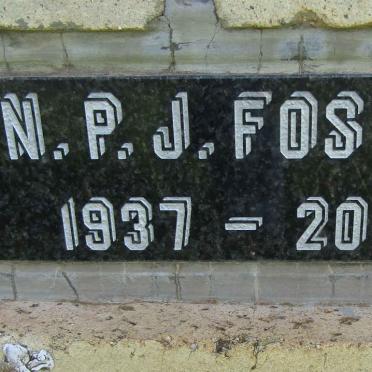 N. P. J. FOS
1937 - 20